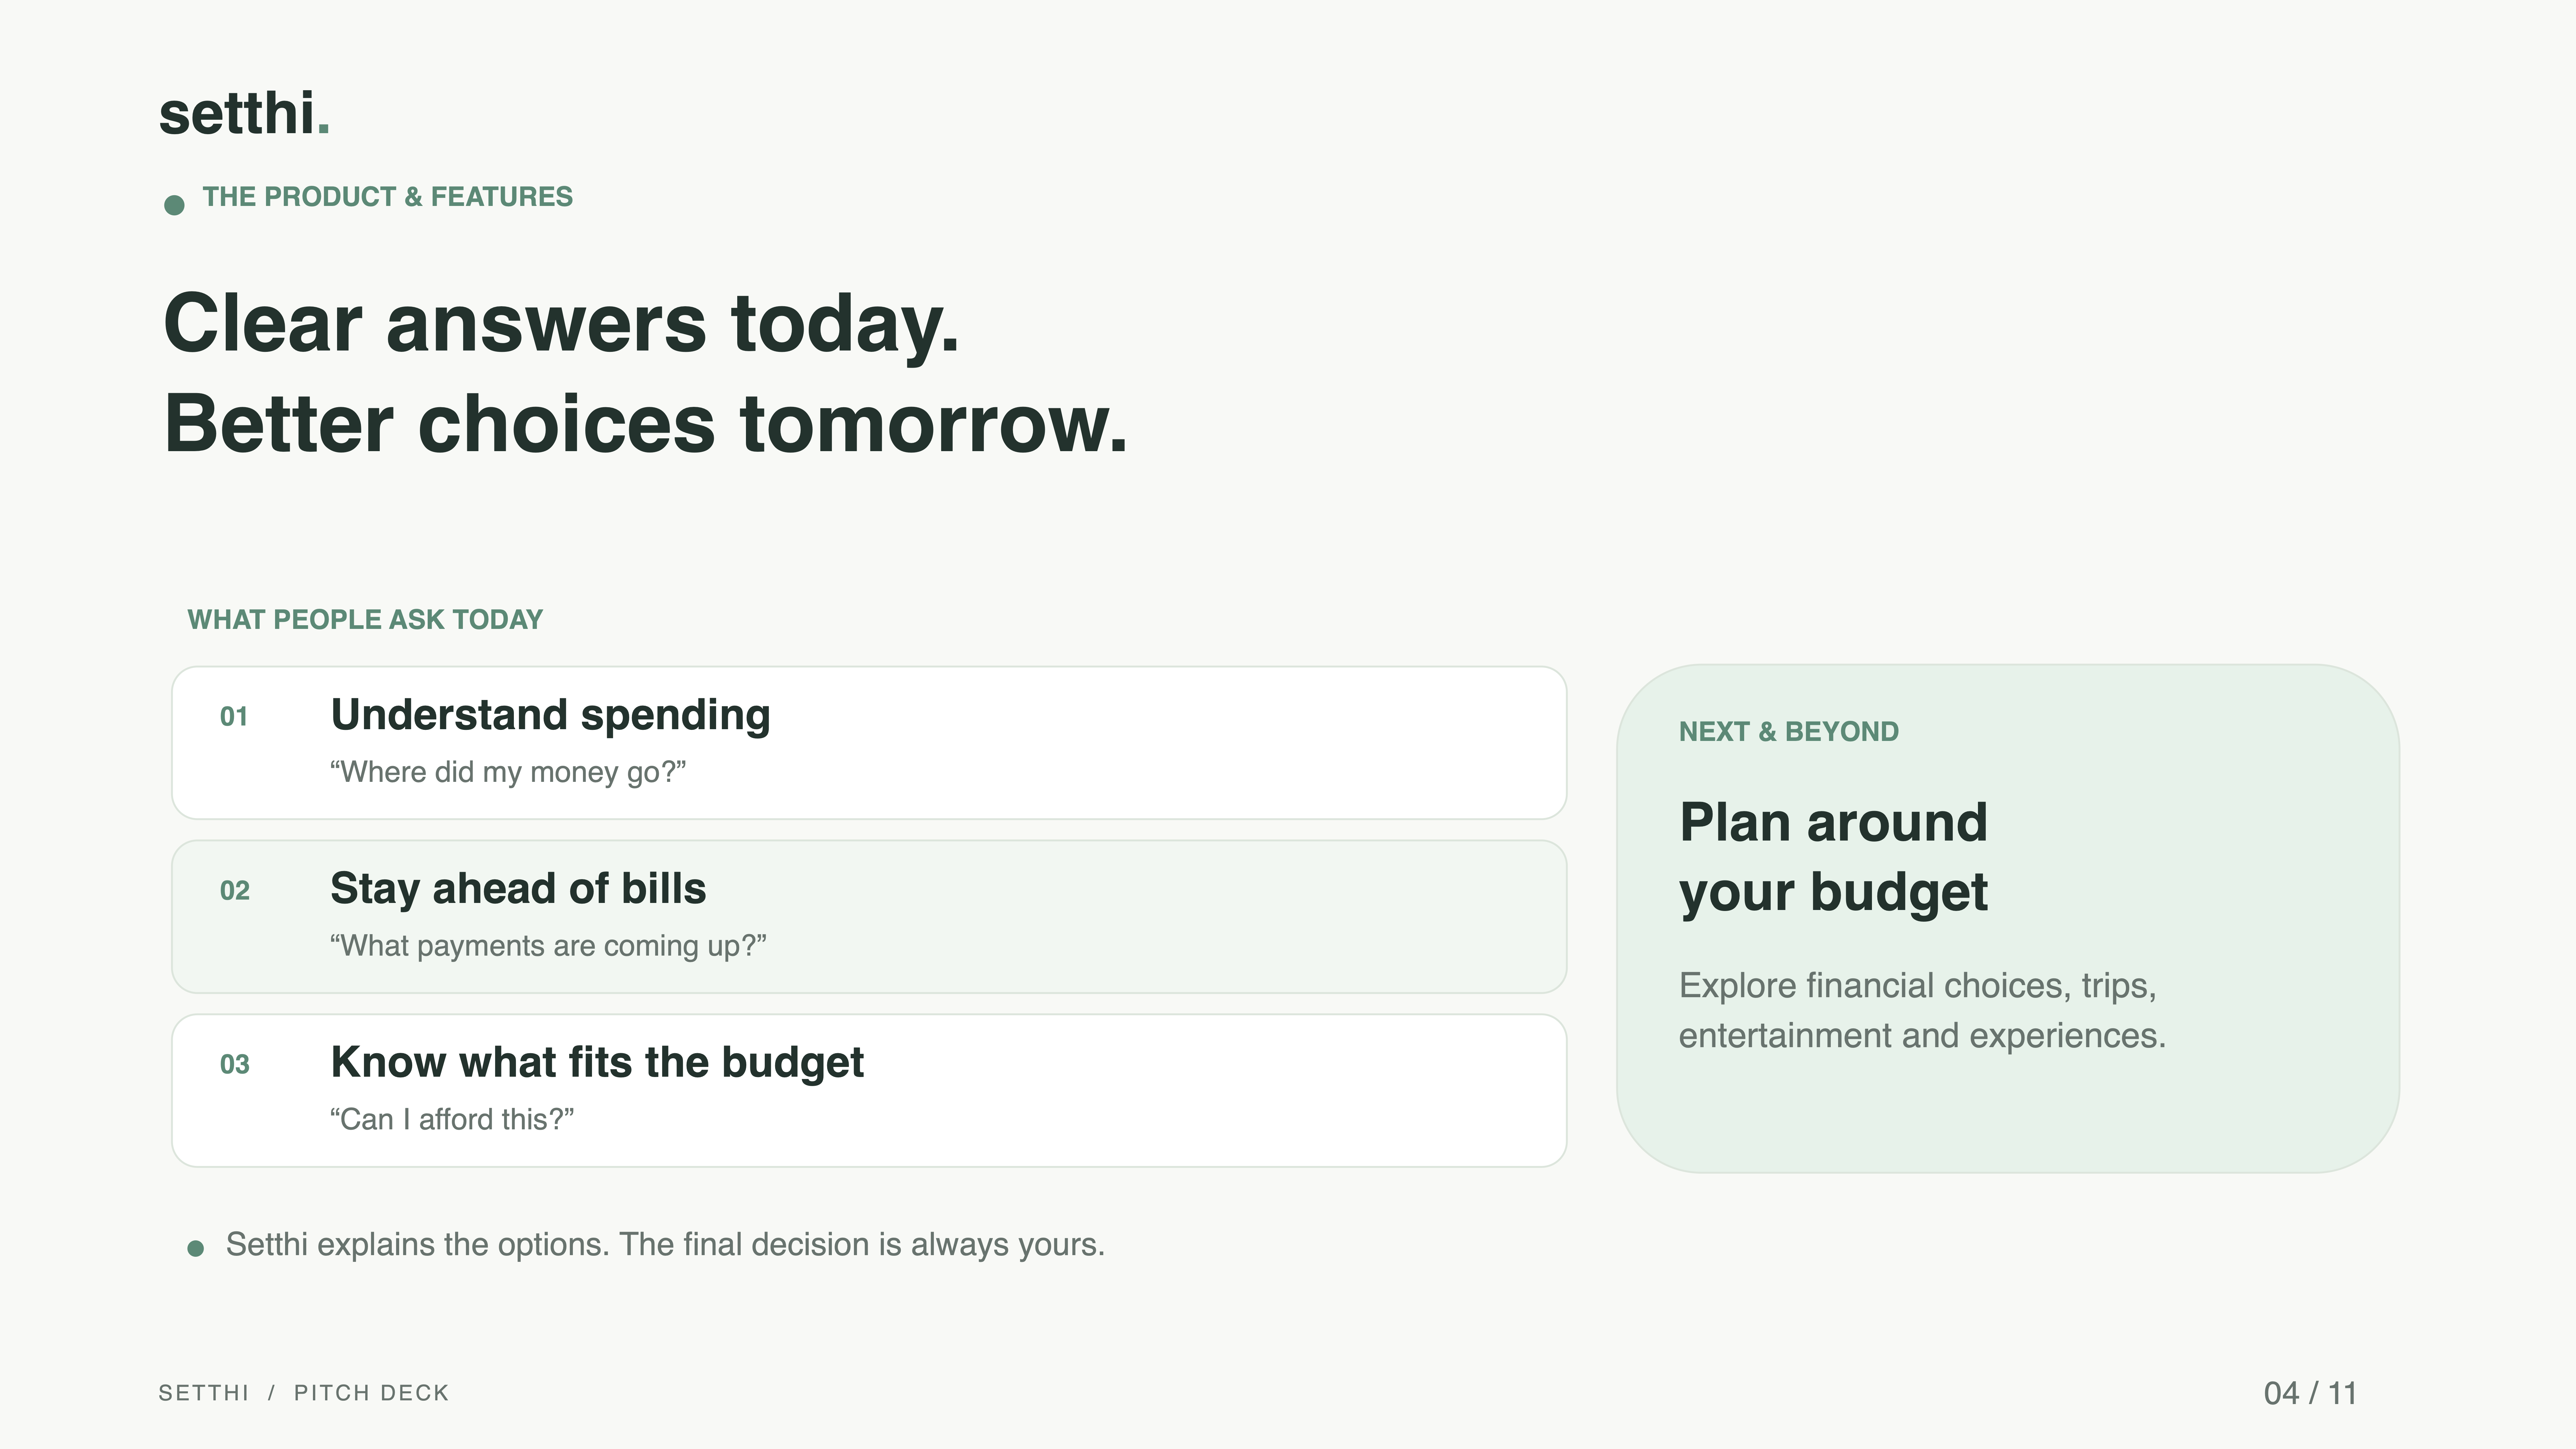 setthi.
THE PRODUCT & FEATURES
Clear answers today.
Better choices tomorrow.
WHAT PEOPLE ASK TODAY
01
Understand spending
“Where did my money go?”
02
Stay ahead of bills
“What payments are coming up?”
03
Know what fits the budget
“Can I afford this?”
NEXT & BEYOND
Plan around
your budget
Explore financial choices, trips,
entertainment and experiences.
Setthi explains the options. The final decision is always yours.
SETTHI / PITCH DECK
04 / 11